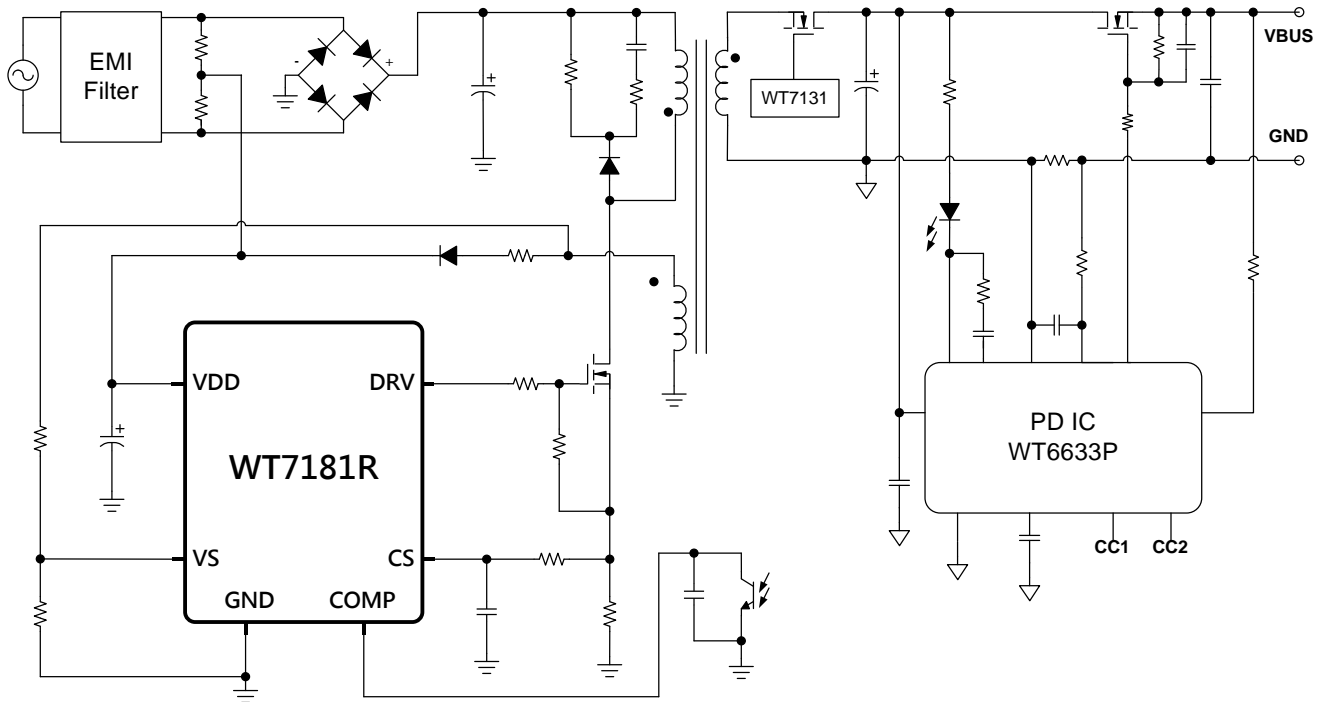 EMI
Filter
-
+
+
WT7131
+
VBUS
GND
VDD
DRV
+
WT7181R
PD IC
WT6633P
VS
CS
CC1
CC2
GND
COMP